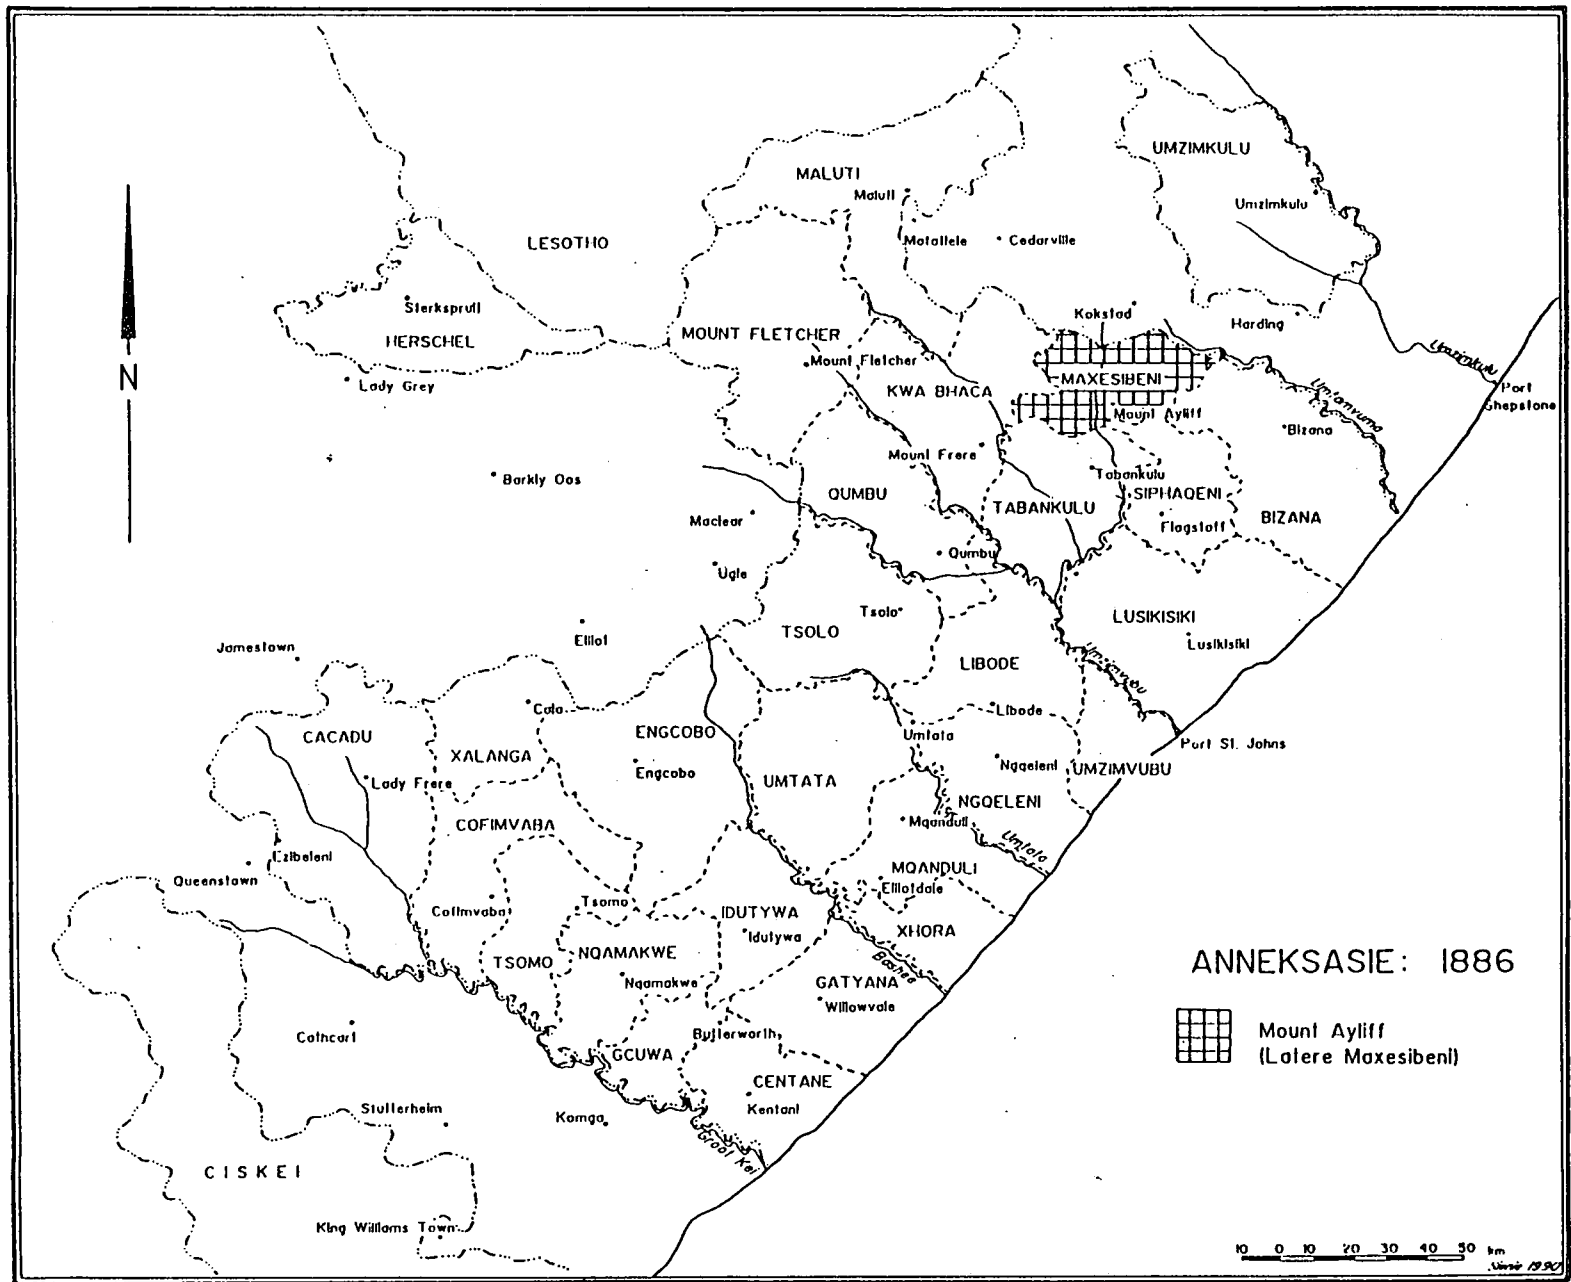 UMZIMKULU
MALUTI
Maluti
Umzimkulu
LESOTHO
Matatiele
Cedarville
Sterkspruit
HERSCHEL
Kokstad
Harding
MOUNT FLETCHER
Mount Fletcher
Umzimkulu
Lady Grey
KWA BHACA
MAXESIBENI
Port
Shepstone
Mount Ayliff
Umtamvuma
Bizana
Mount Frere
Barkly Oos
Tabankulu
QUMBU
TABANKULU
SIPHAQENI
BIZANA
Maclear
Flagstaff
Qumbu
Ugie
Tsolo
TSOLO
LUSIKISIKI
Lusikisiki
Elliot
Jamestown
LIBODE
Umzimvubu
Cala
Libode
CACADU
ENGCOBO
Umtata
Port St. Johns
XALANGA
Engcobo
Ngqeleni
UMZIMVUBU
Lady Frere
UMTATA
NGQELENI
COFIMVABA
Mqanduli
Umtata
Ezibeleni
Queenstown
MQANDULI
Elliotdale
Cofimvaba
Tsomo
IDUTYWA
Idutywa
XHORA
NQAMAKWE
TSOMO
Bashee
ANNEKSASIE: 1886
Nqamakwe
GATYANA
Willowvale
Cathcart
Butterworth
Mount Ayliff
(Latere Maxesibeni)
GCUWA
CENTANE
Kentani
Stutterheim
Komga
Groot Kei
CISKEI
King Williams Town
N
10 0 10 20 30 40 50 km
1990